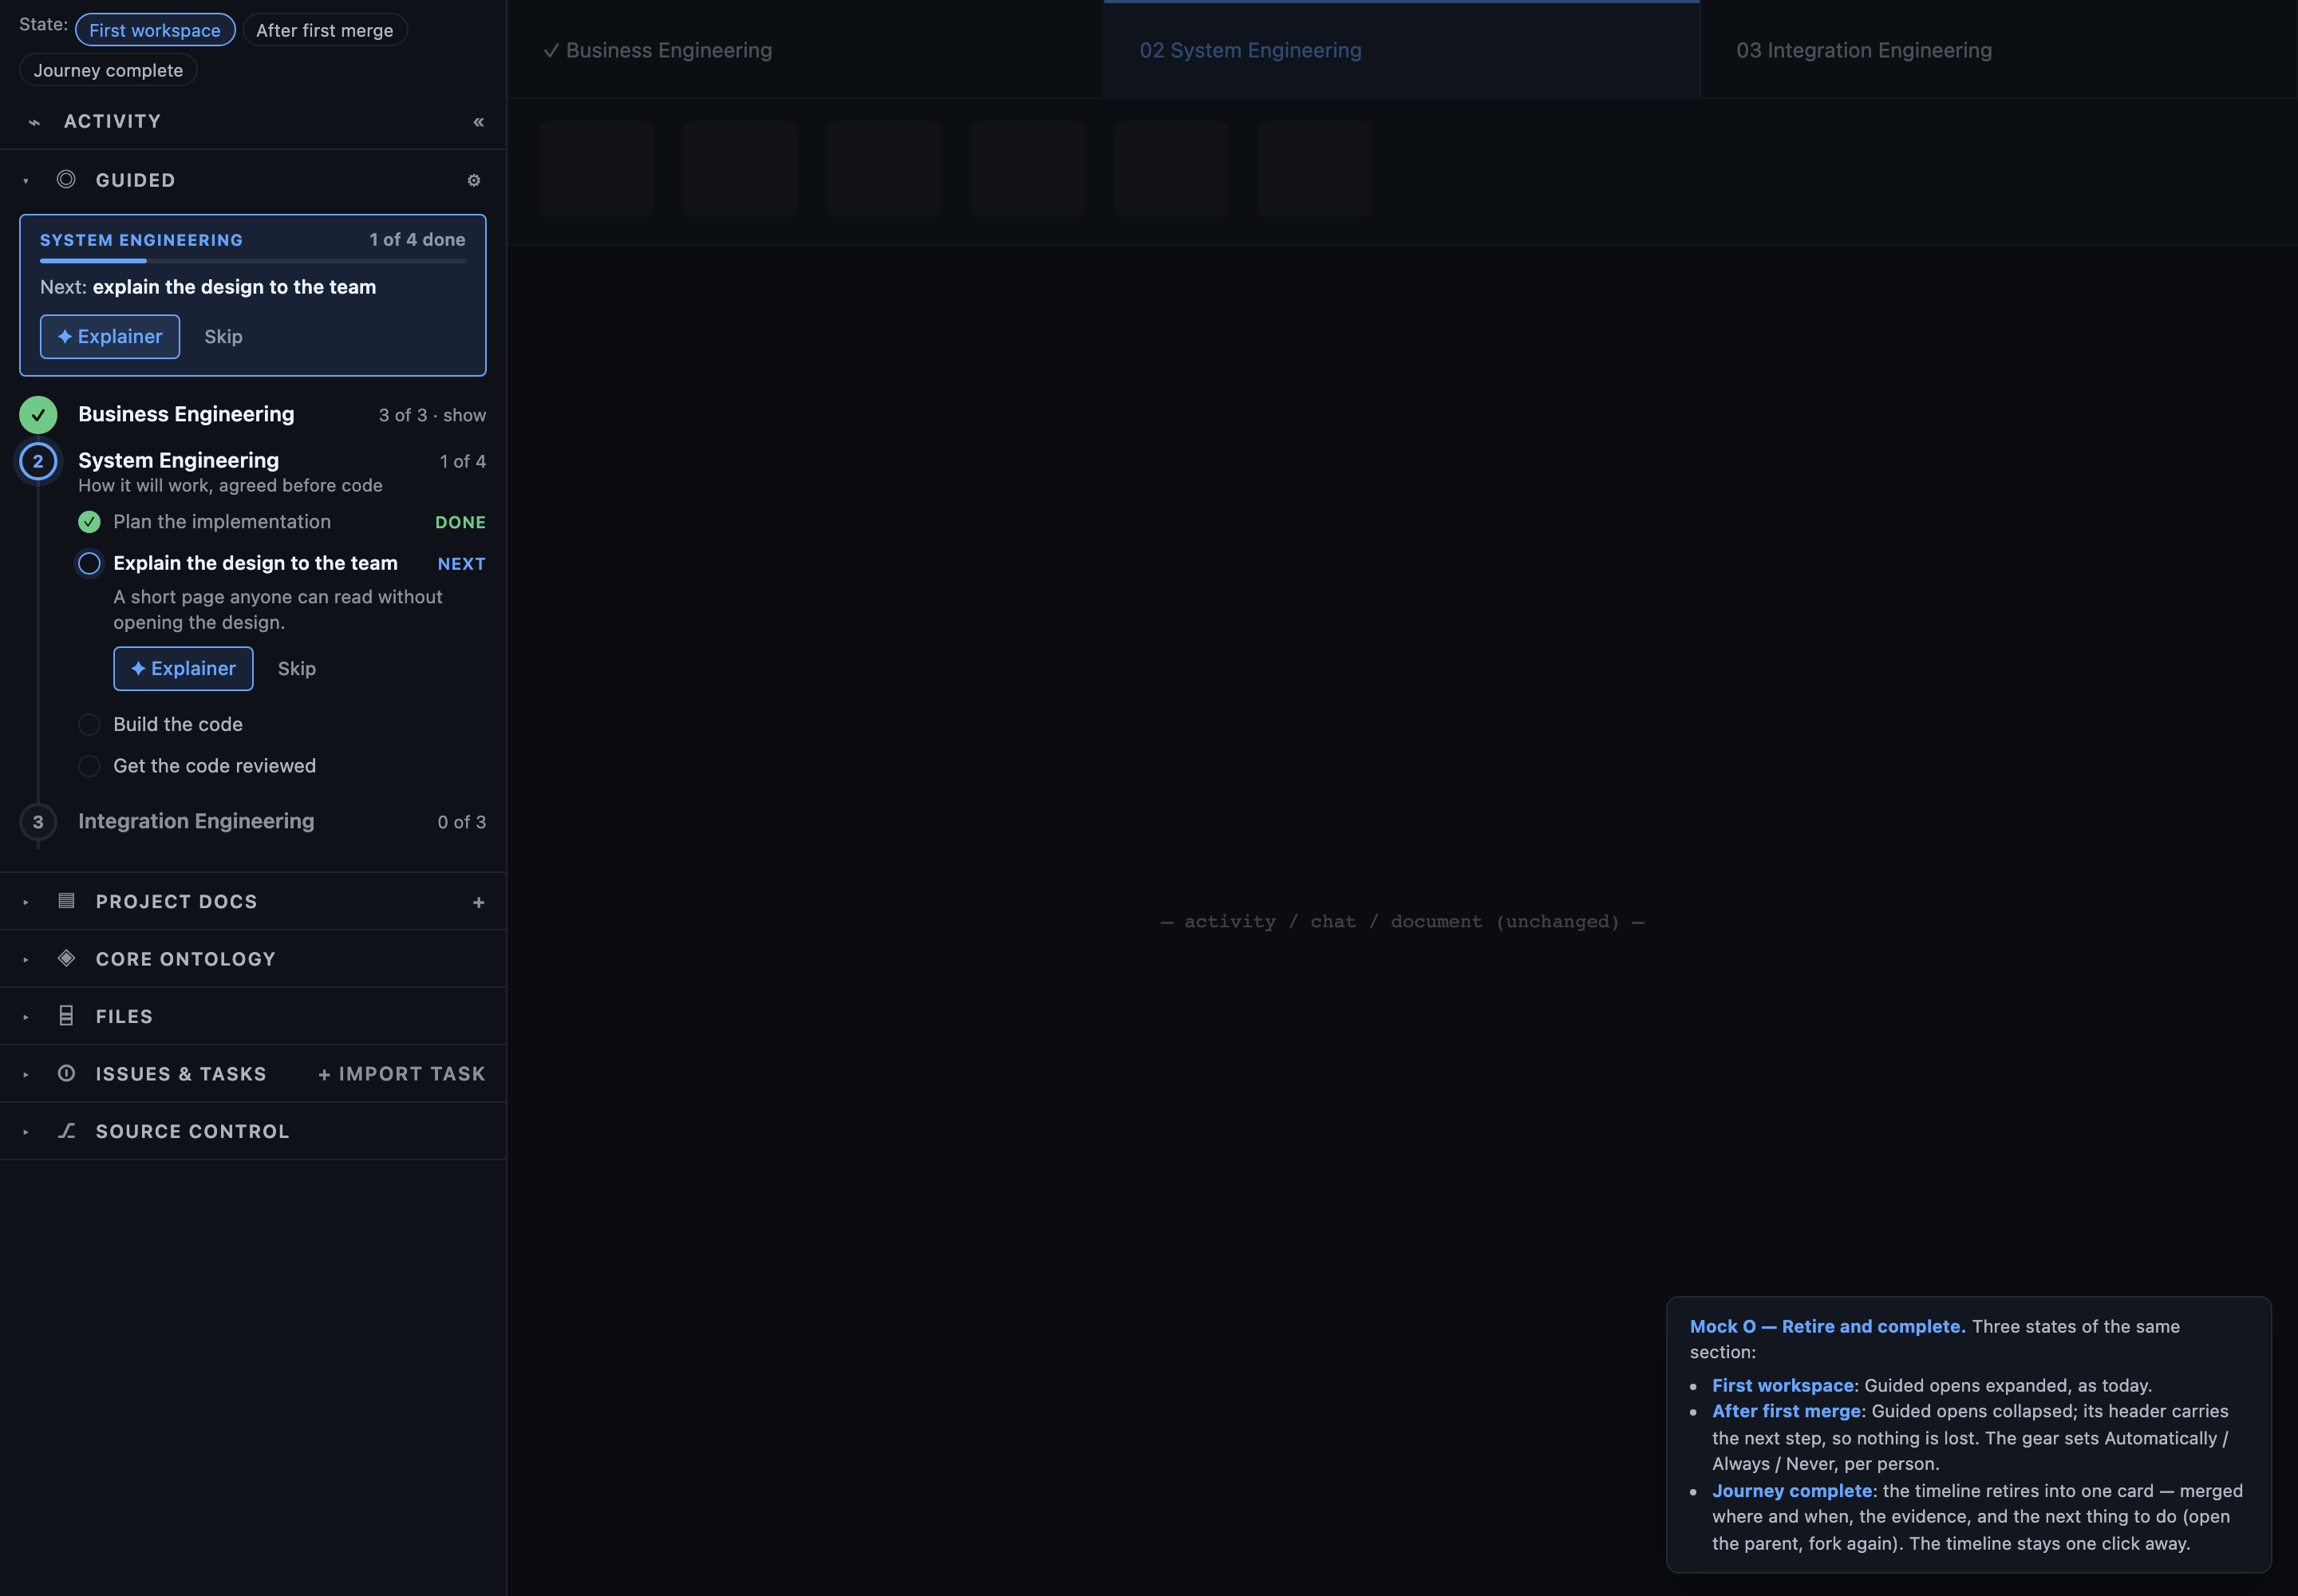 State: First workspace After first merge
Journey complete
ACTIVITY «
GUIDED
SYSTEM ENGINEERING 1 of 4 done
Next: explain the design to the team
✦ Explainer Skip
✓ Business Engineering 3 of 3 · show
2 System Engineering 1 of 4
How it will work, agreed before code
✓ Plan the implementation DONE
Explain the design to the team NEXT
A short page anyone can read without
opening the design.
✦ Explainer Skip
Build the code
Get the code reviewed
3 Integration Engineering 0 of 3
PROJECT DOCS +
CORE ONTOLOGY
FILES
ISSUES & TASKS + IMPORT TASK
SOURCE CONTROL
✓ Business Engineering
02 System Engineering
03 Integration Engineering
— activity / chat / document (unchanged) —
Mock O — Retire and complete. Three states of the same
section:
• First workspace: Guided opens expanded, as today.
• After first merge: Guided opens collapsed; its header carries
the next step, so nothing is lost. The gear sets Automatically /
Always / Never, per person.
• Journey complete: the timeline retires into one card — merged
where and when, the evidence, and the next thing to do (open
the parent, fork again). The timeline stays one click away.